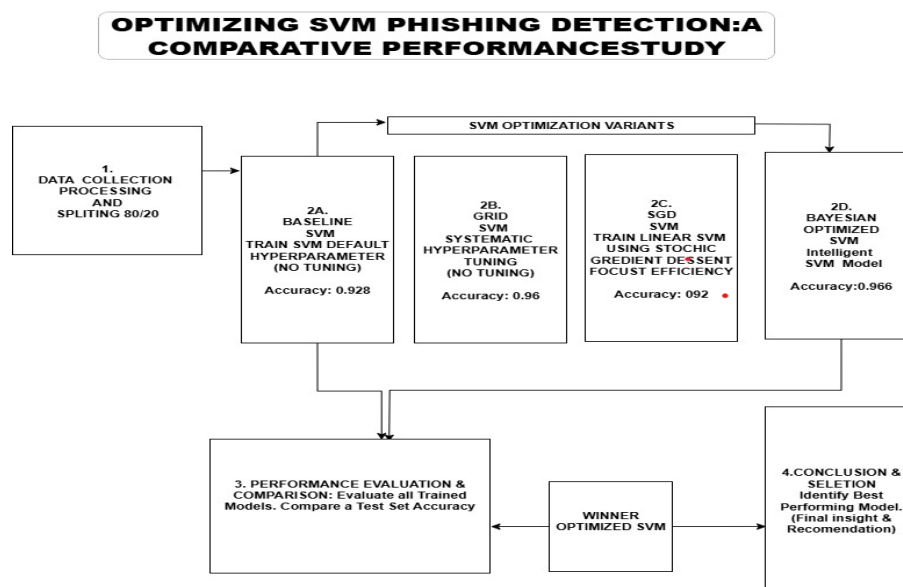 OPTIMIZING SVM PHISHING DETECTION:A
COMPARATIVE PERFORMANCESTUDY
SVM OPTIMIZATION VARIANTS
1.
DATA COLLECTION
PROCESSING
AND
SPLITING 80/20
2A.
BASELINE
SVM
TRAIN SVM DEFAULT
HYPERPARAMETER
(NO TUNING)
Accuracy: 0.928
2B.
GRID
SVM
SYSTEMATIC
HYPERPARAMETER
TUNING
(NO TUNING)
Accuracy: 0.96
2C.
SGD
SVM
TRAIN LINEAR SVM
USING STOCHIC
GREDIENT DESSENT
FOCUST EFFICIENCY
Accuracy: 092
2D.
BAYESIAN
OPTIMIZED
SVM
Intelligent
SVM Model
Accuracy:0.966
3. PERFORMANCE EVALUATION &
COMPARISON: Evaluate all Trained
Models. Compare a Test Set Accuracy
WINNER
OPTIMIZED SVM
4.CONCLUSION &
SELETION
Identify Best
Performing Model.
(Final insight &
Recomendation)